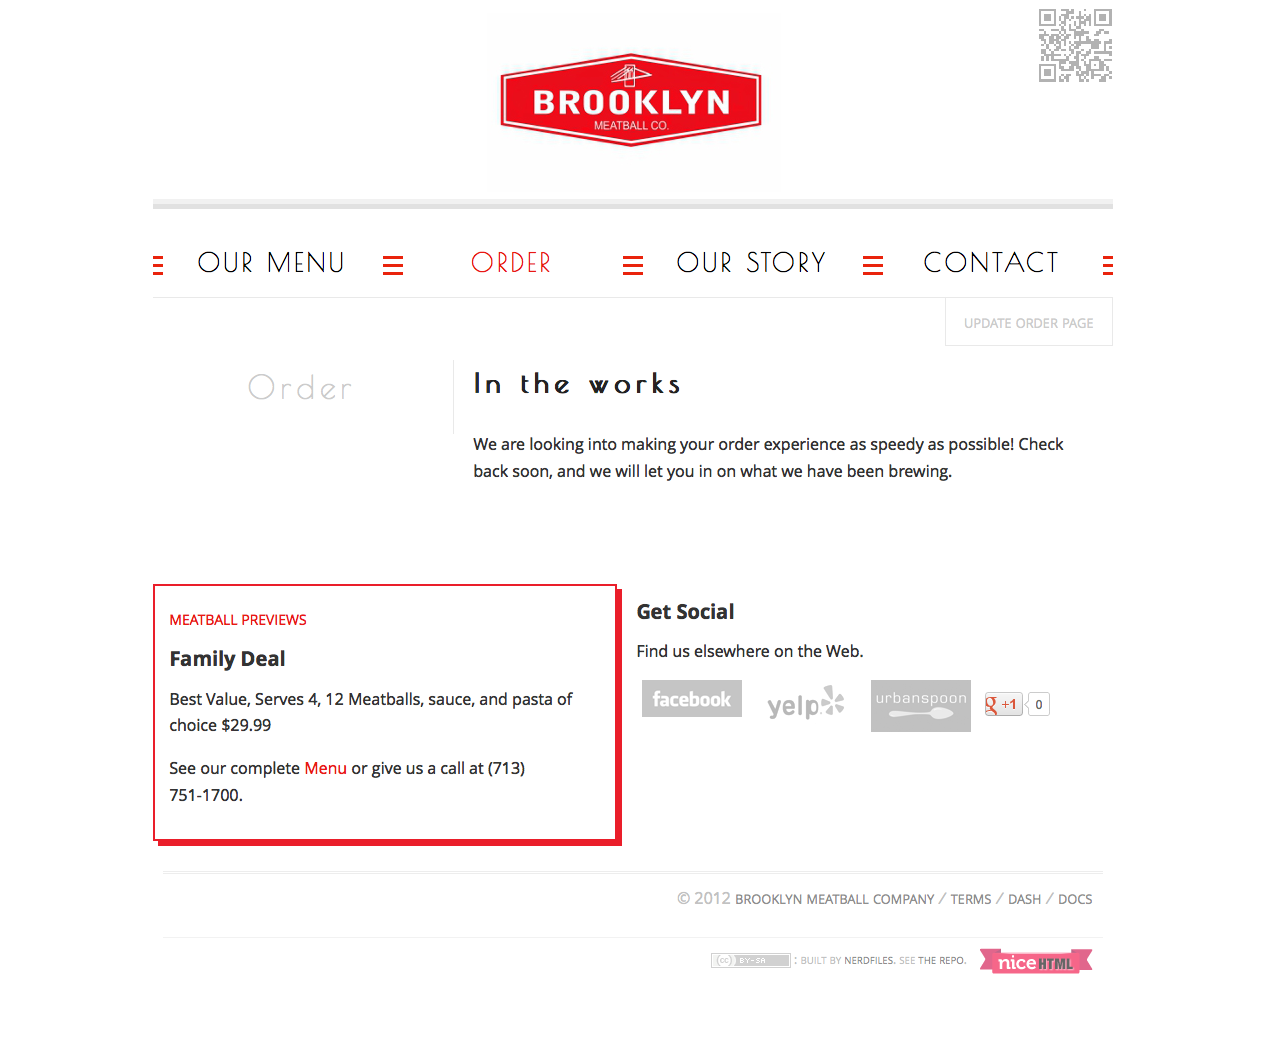 BROOKLYN
MEATBALL CO.
OUR MENU
ORDER
OUR STORY
CONTACT
UPDATE ORDER PAGE
Order
In the works
We are looking into making your order experience as speedy as possible! Check
back soon, and we will let you in on what we have been brewing.
MEATBALL PREVIEWS
Family Deal
Best Value, Serves 4, 12 Meatballs, sauce, and pasta of
choice $29.99
See our complete Menu or give us a call at (713)
751-1700.
Get Social
Find us elsewhere on the Web.
facebook
yelp
urbanspoon
g +1
0
© 2012 BROOKLYN MEATBALL COMPANY / TERMS / DASH / DOCS
cc BY-SA : BUILT BY NERDFILES. SEE THE REPO.
nice HTML